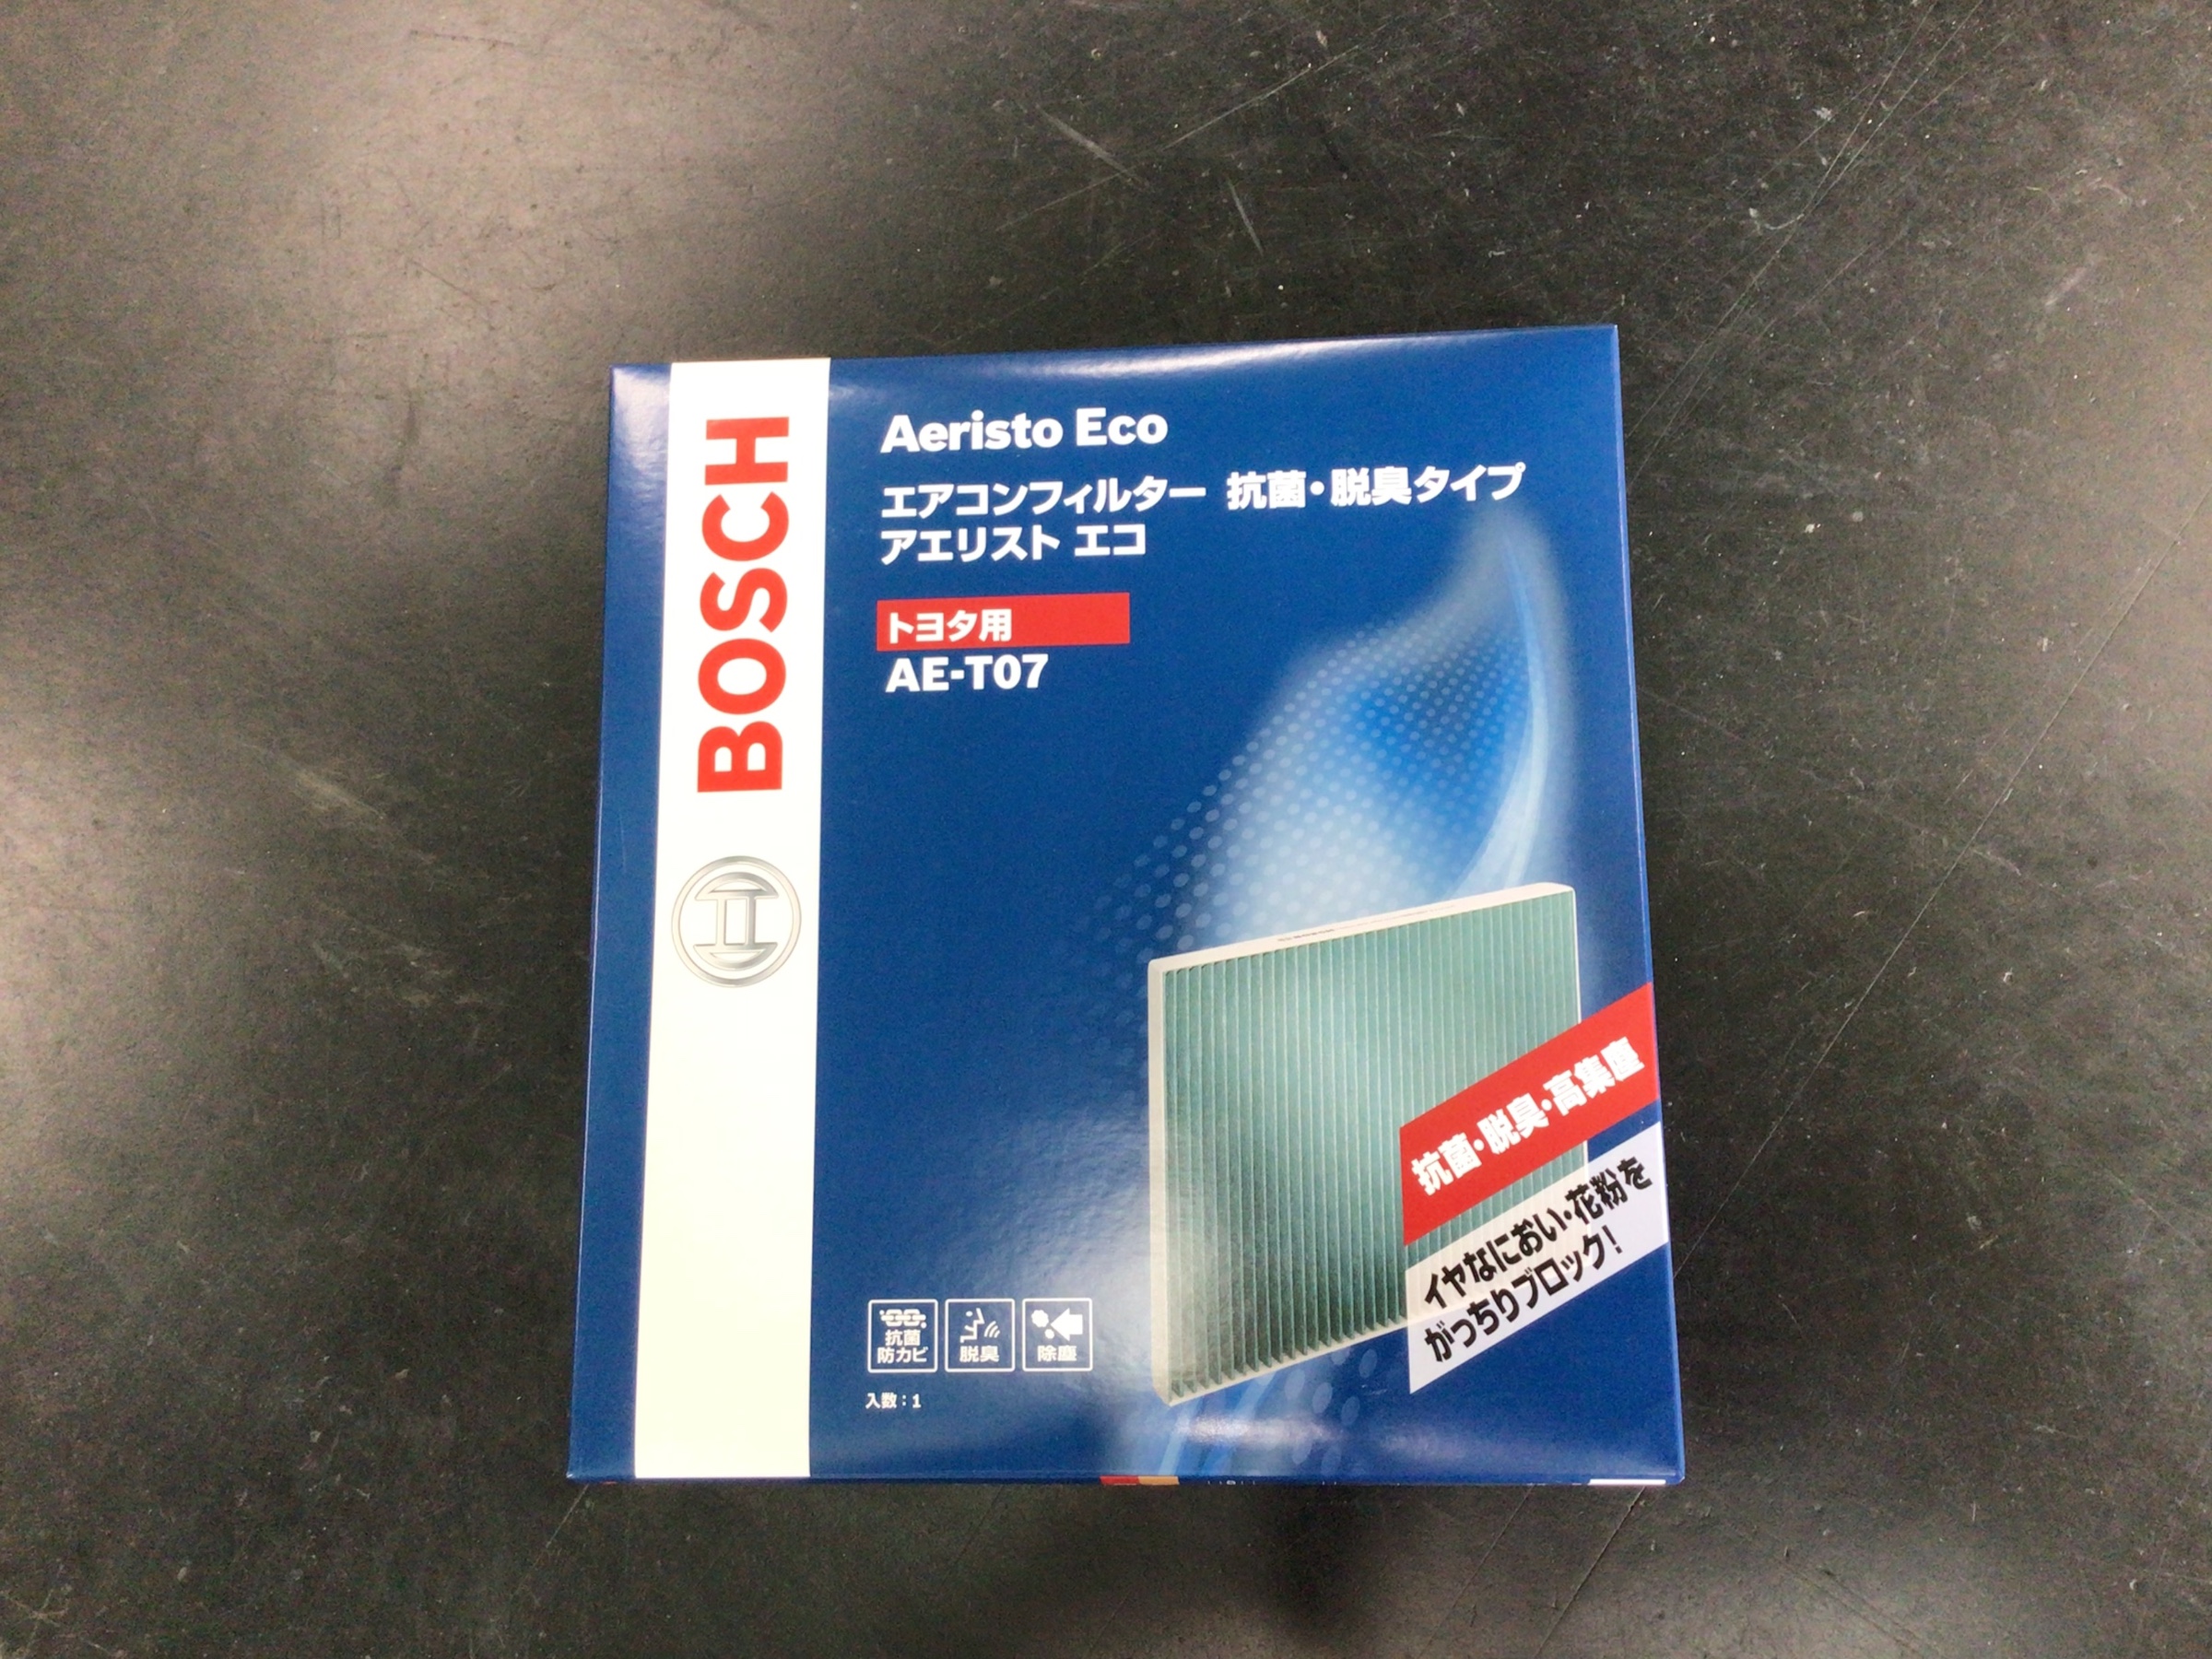 BOSCH
Aeristo Eco
エアコンフィルター 抗菌・脱臭タイプ
アエリスト エコ
トヨタ用
AE-T07
抗菌・脱臭・高集塵
イヤなにおい・花粉を
がっちりブロック!
抗菌
防カビ
脱臭
除塵
入数：1